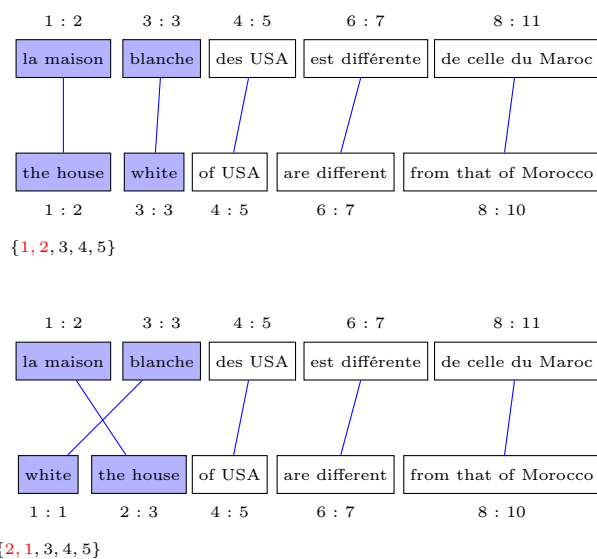 1 : 2 3 : 3 4 : 5 6 : 7 8 : 11
la maison blanche des USA est différente de celle du Maroc
the house white of USA are different from that of Morocco
1 : 2 3 : 3 4 : 5 6 : 7 8 : 10
{1, 2, 3, 4, 5}
1 : 2 3 : 3 4 : 5 6 : 7 8 : 11
la maison blanche des USA est différente de celle du Maroc
white the house of USA are different from that of Morocco
1 : 1 2 : 3 4 : 5 6 : 7 8 : 10
{2, 1, 3, 4, 5}